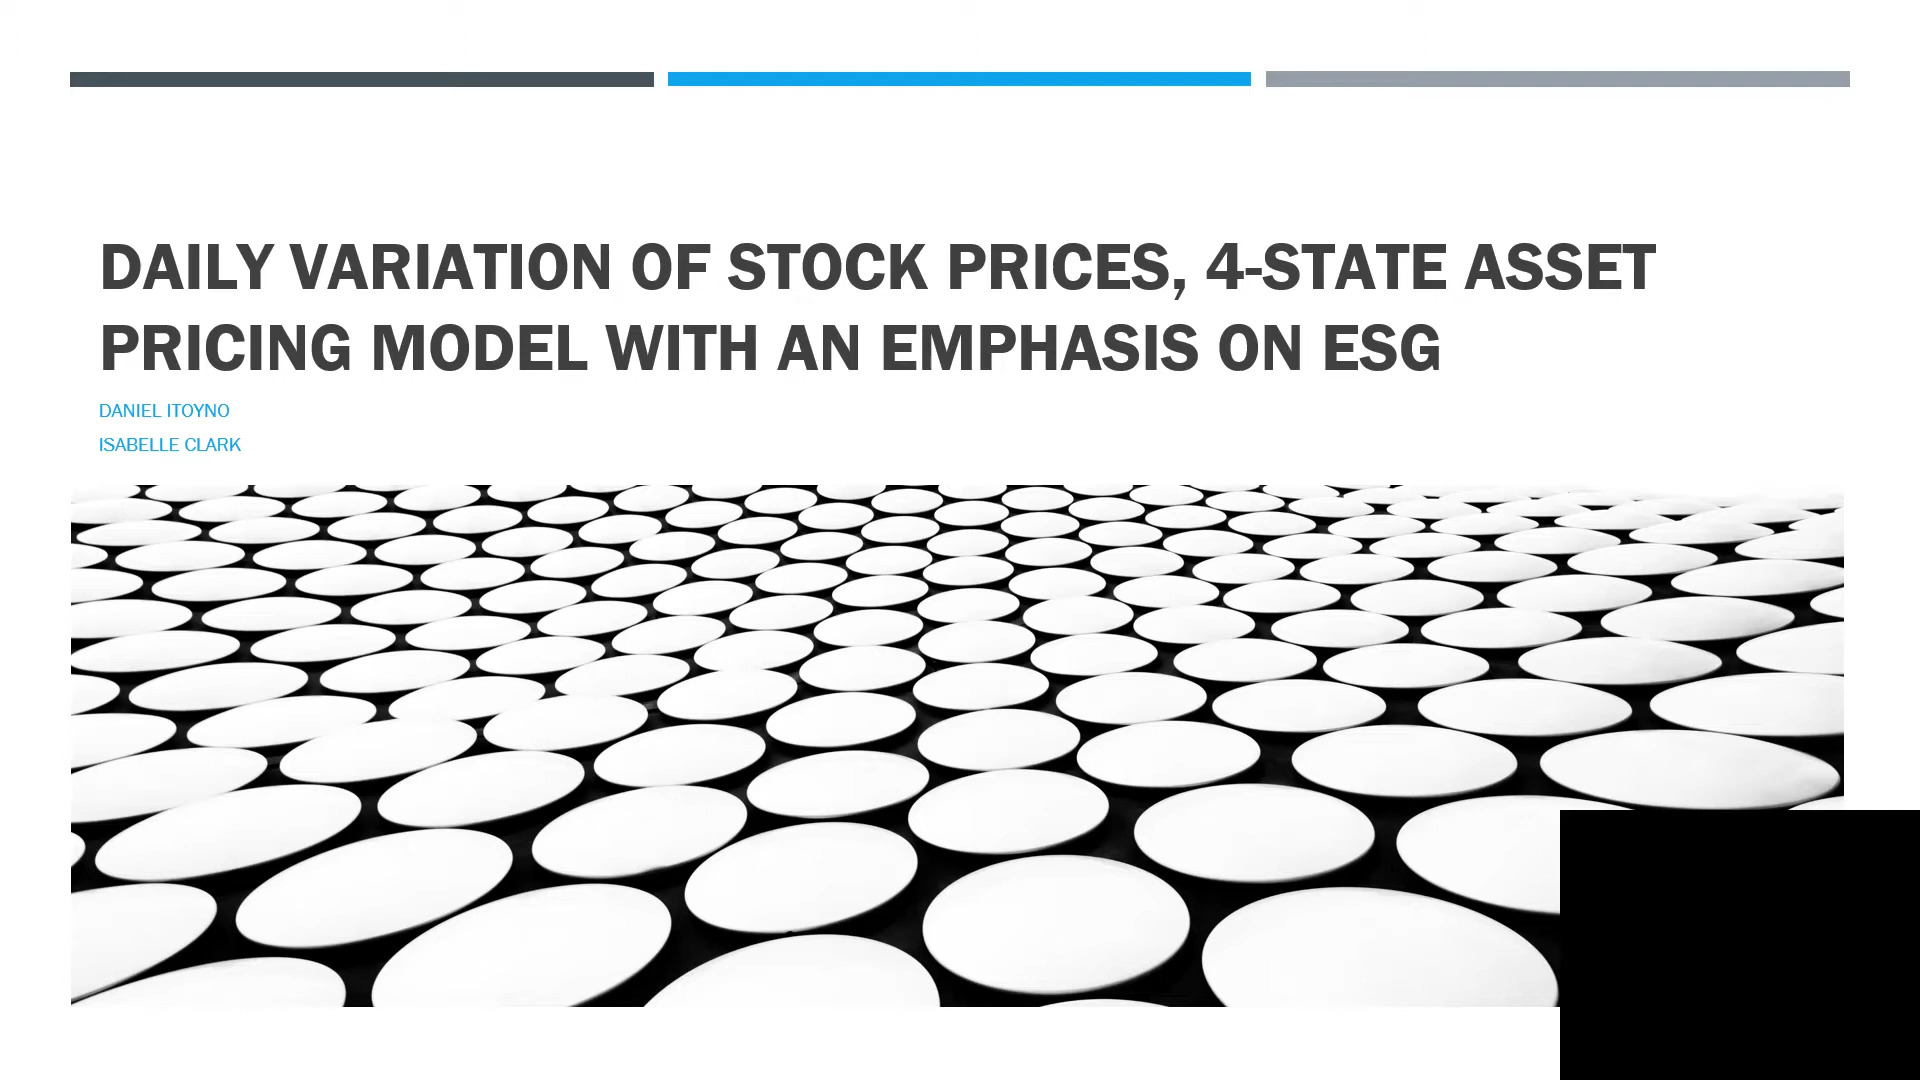 DAILY VARIATION OF STOCK PRICES, 4-STATE ASSET
PRICING MODEL WITH AN EMPHASIS ON ESG
DANIEL ITOYNO
ISABELLE CLARK